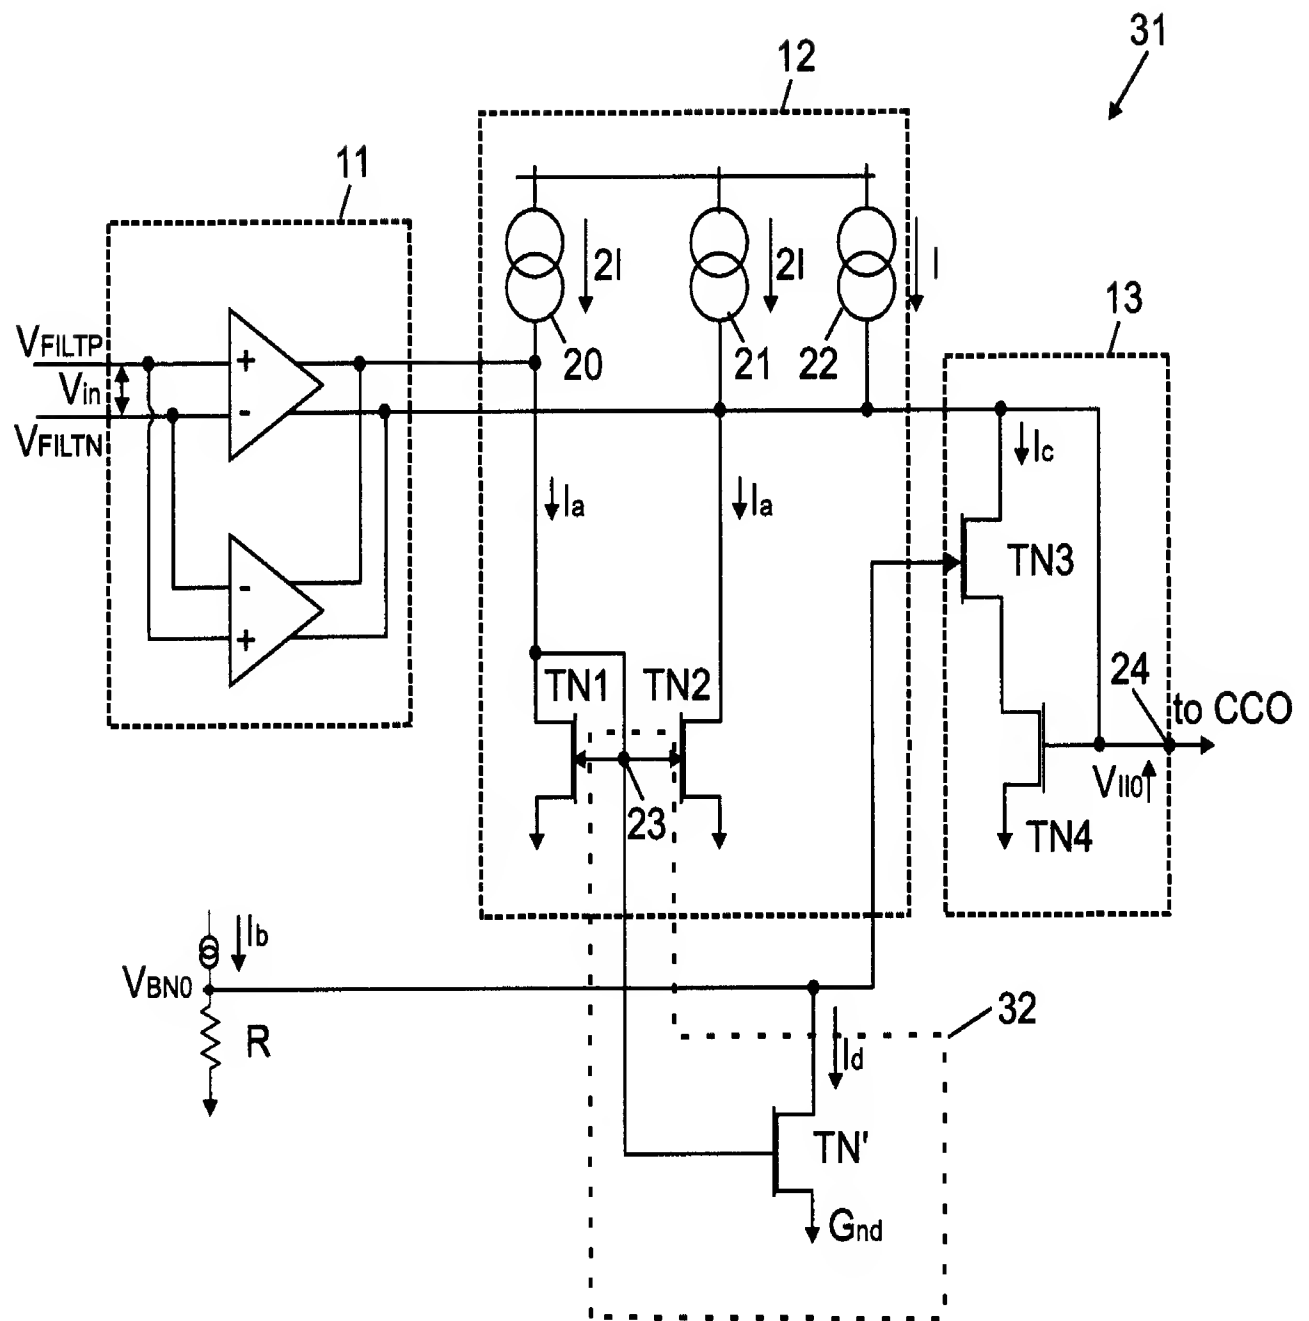 31
12
11
2I
2I
I
13
20
21
22
VFILTP
+
Vin
-
VFILTN
Ic
Ia
Ia
TN3
-
+
TN1
TN2
24
to CCO
23
VII0
TN4
Ib
VBN0
32
R
Id
TN'
Gnd